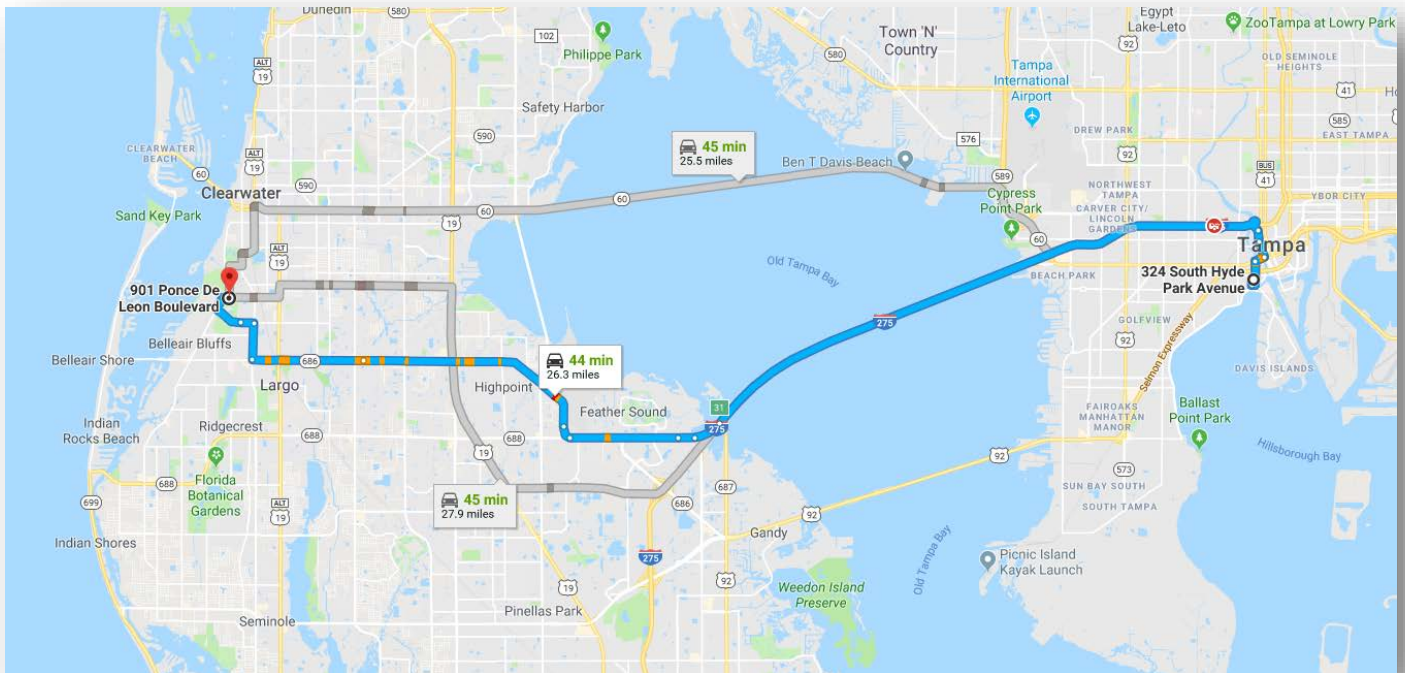 Dunedin
580
ALT
19
102
Philippe Park
Town 'N'
Country
580
Egypt
Lake-Leto
92
ZooTampa at Lowry Park
OLD SEMINOLE
HEIGHTS
41
41
585
EAST TAMPA
Tampa
International
Airport
Safety Harbor
590
590
576
DREW PARK
92
CLEARWATER
BEACH
60
ALT
19
Clearwater
590
45 min
25.5 miles
Ben T Davis Beach
589
Cypress
Point Park
NORTHWEST
TAMPA
CARVER CITY/
LINCOLN
GARDENS
BUS
41
YBOR CITY
Sand Key Park
60
60
19
60
Tampa
ALT
19
Old Tampa Bay
BEACH PARK
324 South Hyde
Park Avenue
901 Ponce De
Leon Boulevard
275
GOLFVIEW
92
Selmon Expressway
Belleair Bluffs
Belleair Shore
686
44 min
26.3 miles
Largo
Highpoint
DAVIS ISLANDS
Feather Sound
31
275
Indian
Rocks Beach
Ridgecrest
688
688
19
92
FAIROAKS
MANHATTAN
MANOR
Ballast
Point Park
Hillsborough Bay
688
Florida
Botanical
Gardens
699
ALT
19
45 min
27.9 miles
687
686
573
SUN BAY SOUTH
SOUTH TAMPA
92
Indian Shores
Gandy
275
92
Old Tampa Bay
Picnic Island
Kayak Launch
19
Weedon Island
Preserve
Pinellas Park
Seminole